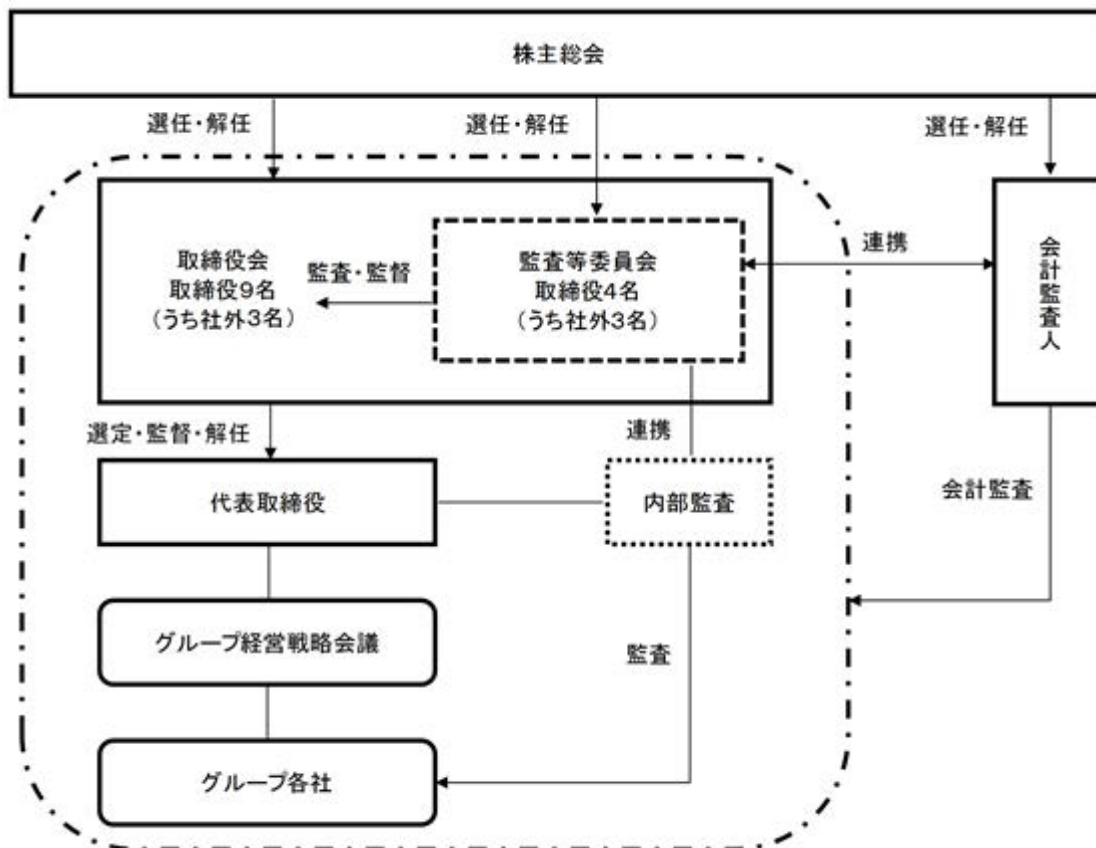 株主総会
選任・解任
選任・解任
選任・解任
取締役会
取締役9名
(うち社外3名)
監査・監督
監査等委員会
取締役4名
(うち社外3名)
連携
会計監査人
選定・監督・解任
連携
代表取締役
内部監査
会計監査
グループ経営戦略会議
監査
グループ各社